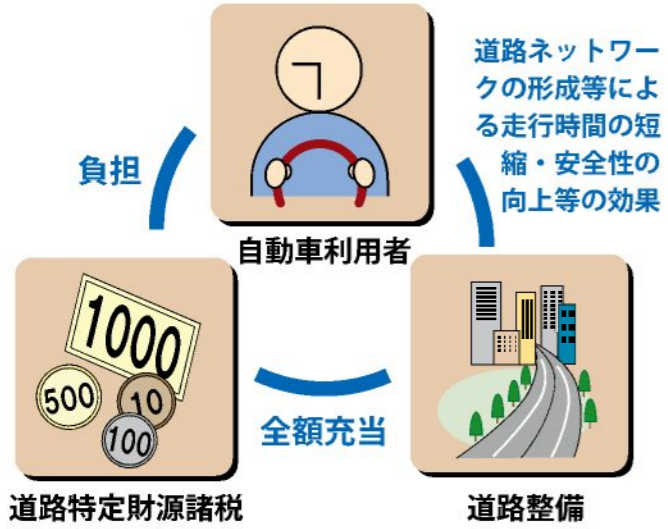 道路ネットワー
クの形成等によ
る走行時間の短
縮・安全性の
向上等の効果
負担
自動車利用者
1000
500
10
100
全額充当
道路特定財源諸税
道路整備